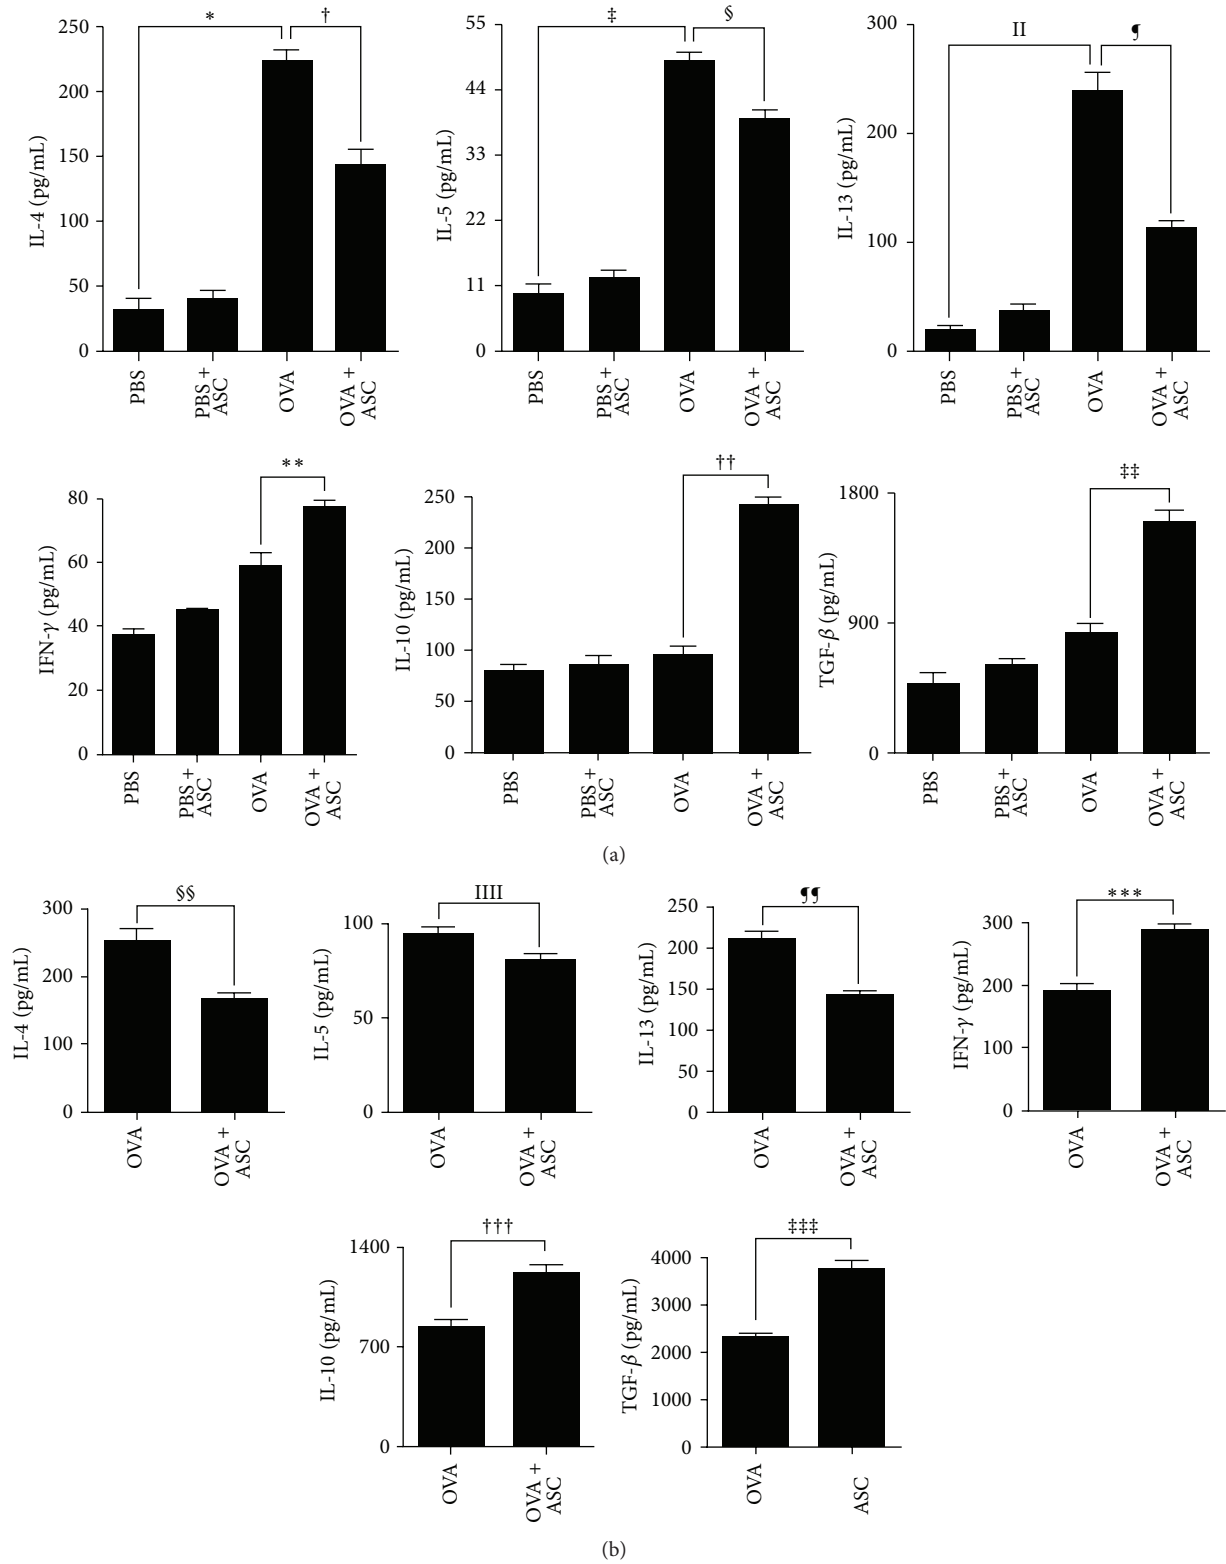 *
†
250
200
150
100
50
0
IL-4 (pg/mL)
PBS
PBS +
ASC
OVA
OVA +
ASC
‡
§
55
44
33
22
11
0
IL-5 (pg/mL)
PBS
PBS +
ASC
OVA
OVA +
ASC
II
¶
300
200
100
0
IL-13 (pg/mL)
PBS
PBS +
ASC
OVA
OVA +
ASC
**
80
60
40
20
0
IFN-γ (pg/mL)
PBS
PBS +
ASC
OVA
OVA +
ASC
††
250
200
150
100
50
0
IL-10 (pg/mL)
PBS
PBS +
ASC
OVA
OVA +
ASC
‡‡
1800
900
0
TGF-β (pg/mL)
PBS
PBS +
ASC
OVA
OVA +
ASC
(a)
§§
300
200
100
0
IL-4 (pg/mL)
OVA
OVA +
ASC
IIII
100
50
0
IL-5 (pg/mL)
OVA
OVA +
ASC
¶¶
250
200
150
100
50
0
IL-13 (pg/mL)
OVA
OVA +
ASC
***
300
200
100
0
IFN-γ (pg/mL)
OVA
OVA +
ASC
†††
1400
700
0
IL-10 (pg/mL)
OVA
OVA +
ASC
‡‡‡
4000
3000
2000
1000
0
TGF-β (pg/mL)
OVA
ASC
(b)